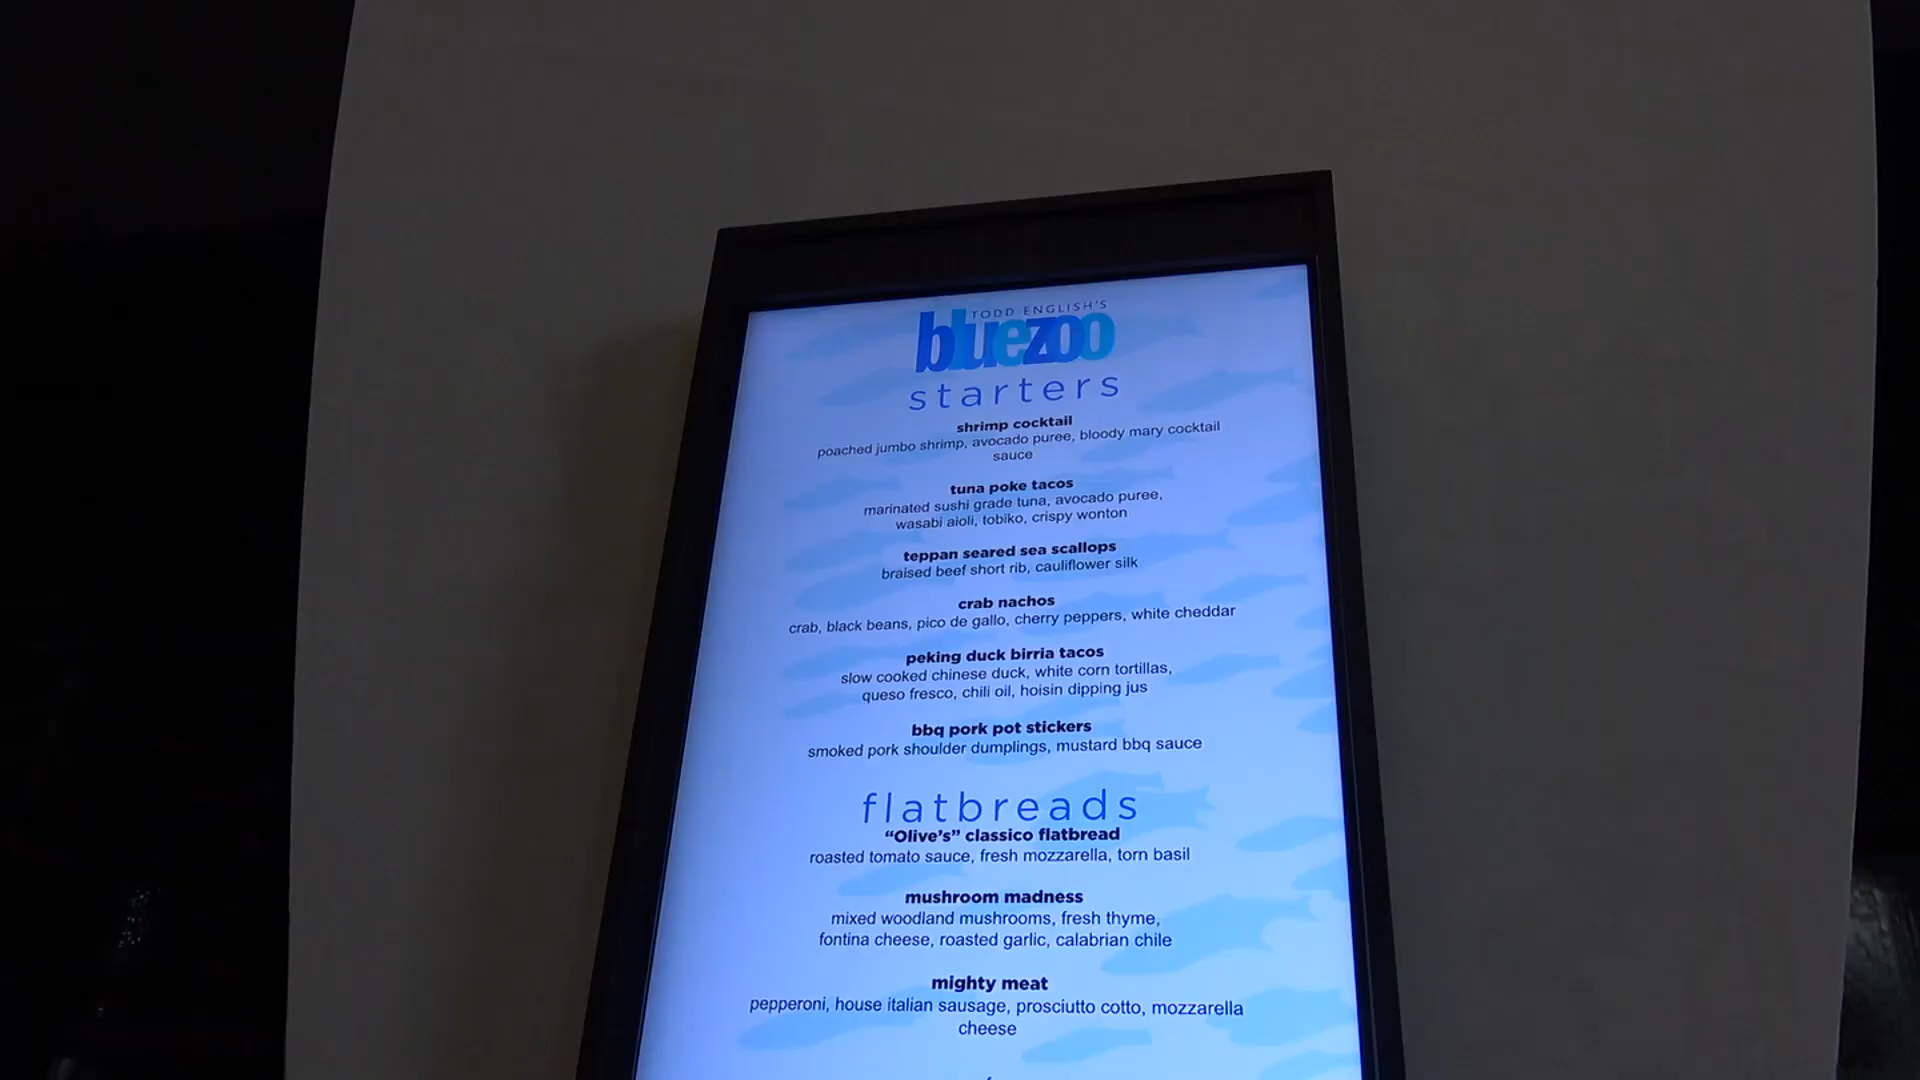 TODD ENGLISH'S
bluezoo
starters
shrimp cocktail
poached jumbo shrimp, avocado puree, bloody mary cocktail
sauce
tuna poke tacos
marinated sushi grade tuna, avocado puree,
wasabi aioli, tobiko, crispy wonton
teppan seared sea scallops
braised beef short rib, cauliflower silk
crab nachos
crab, black beans, pico de gallo, cherry peppers, white cheddar
peking duck birria tacos
slow cooked chinese duck, white corn tortillas,
queso fresco, chili oil, hoisin dipping jus
bbq pork pot stickers
smoked pork shoulder dumplings, mustard bbq sauce
flatbreads
“Olive’s” classico flatbread
roasted tomato sauce, fresh mozzarella, torn basil
mushroom madness
mixed woodland mushrooms, fresh thyme,
fontina cheese, roasted garlic, calabrian chile
mighty meat
pepperoni, house italian sausage, prosciutto cotto, mozzarella
cheese